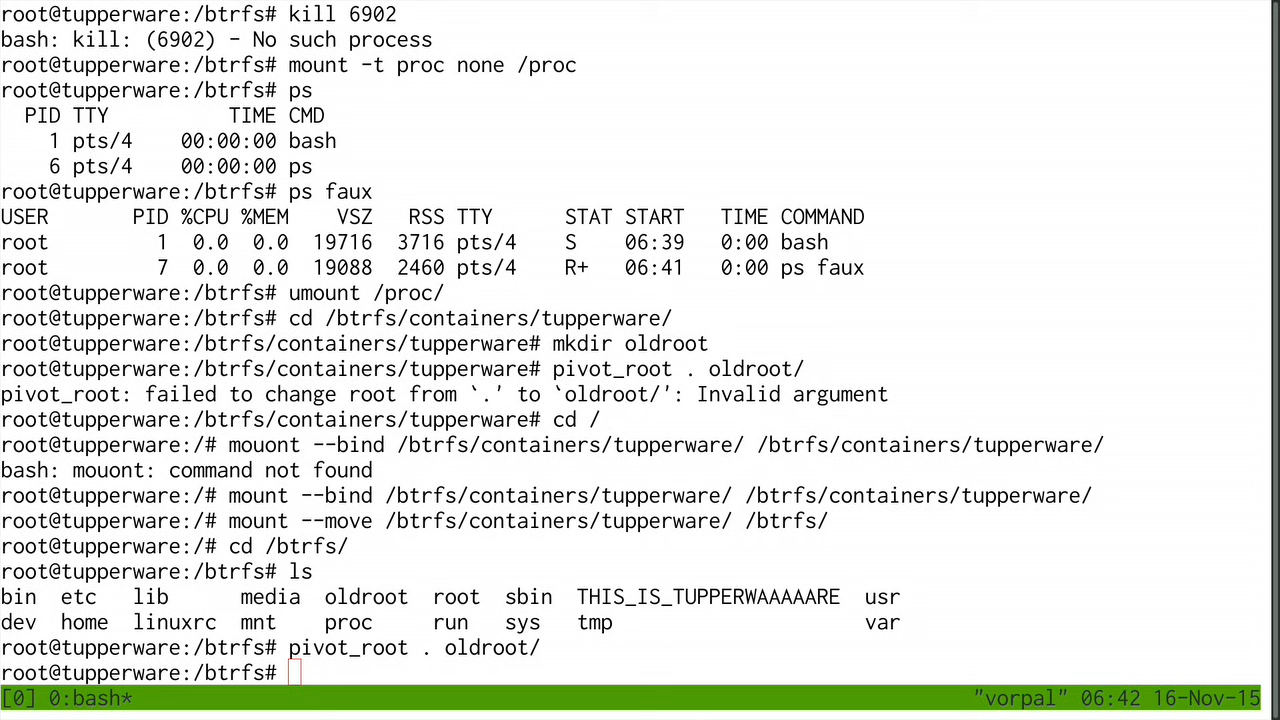 root@tupperware:/btrfs# kill 6902
bash: kill: (6902) - No such process
root@tupperware:/btrfs# mount -t proc none /proc
root@tupperware:/btrfs# ps
  PID TTY          TIME CMD
    1 pts/4    00:00:00 bash
    6 pts/4    00:00:00 ps
root@tupperware:/btrfs# ps faux
USER       PID %CPU %MEM    VSZ   RSS TTY      STAT START   TIME COMMAND
root         1  0.0  0.0  19716  3716 pts/4    S    06:39   0:00 bash
root         7  0.0  0.0  19088  2460 pts/4    R+   06:41   0:00 ps faux
root@tupperware:/btrfs# umount /proc/
root@tupperware:/btrfs# cd /btrfs/containers/tupperware/
root@tupperware:/btrfs/containers/tupperware# mkdir oldroot
root@tupperware:/btrfs/containers/tupperware# pivot_root . oldroot/
pivot_root: failed to change root from `.' to `oldroot/': Invalid argument
root@tupperware:/btrfs/containers/tupperware# cd /
root@tupperware:/# mouont --bind /btrfs/containers/tupperware/ /btrfs/containers/tupperware/
bash: mouont: command not found
root@tupperware:/# mount --bind /btrfs/containers/tupperware/ /btrfs/containers/tupperware/
root@tupperware:/# mount --move /btrfs/containers/tupperware/ /btrfs/
root@tupperware:/# cd /btrfs/
root@tupperware:/btrfs# ls
bin  etc   lib      media  oldroot  root  sbin  THIS_IS_TUPPERWAAAAARE  usr
dev  home  linuxrc  mnt    proc     run   sys   tmp                     var
root@tupperware:/btrfs# pivot_root . oldroot/
root@tupperware:/btrfs#
[0] 0:bash* "vorpal" 06:42 16-Nov-15